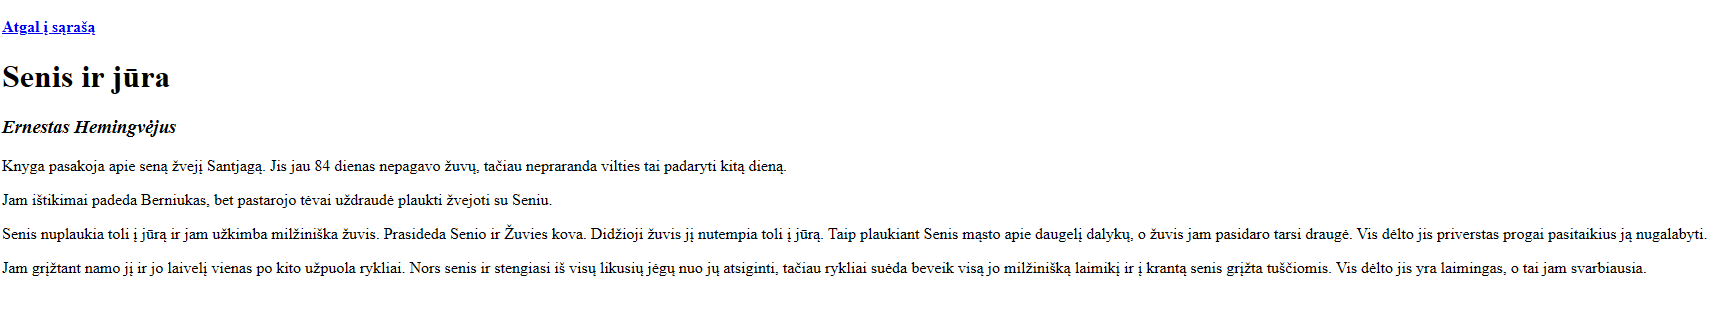 Atgal į sąrašą
Senis ir jūra
Ernestas Hemingvėjus
Knyga pasakoja apie seną žvejį Santjagą. Jis jau 84 dienas nepagavo žuvų, tačiau nepraranda vilties tai padaryti kitą dieną.
Jam ištikimai padeda Berniukas, bet pastarojo tėvai uždraudė plaukti žvejoti su Seniu.
Senis nuplaukia toli į jūrą ir jam užkimba milžiniška žuvis. Prasideda Senio ir Žuvies kova. Didžioji žuvis jį nutempia toli į jūrą. Taip plaukiant Senis mąsto apie daugelį dalykų, o žuvis jam pasidaro tarsi draugė. Vis dėlto jis priverstas progai pasitaikius ją nugalabyti.
Jam grįžtant namo jį ir jo laivelį vienas po kito užpuola rykliai. Nors senis ir stengiasi iš visų likusių jėgų nuo jų atsiginti, tačiau rykliai suėda beveik visą jo milžinišką laimikį ir į krantą senis grįžta tuščiomis. Vis dėlto jis yra laimingas, o tai jam svarbiausia.